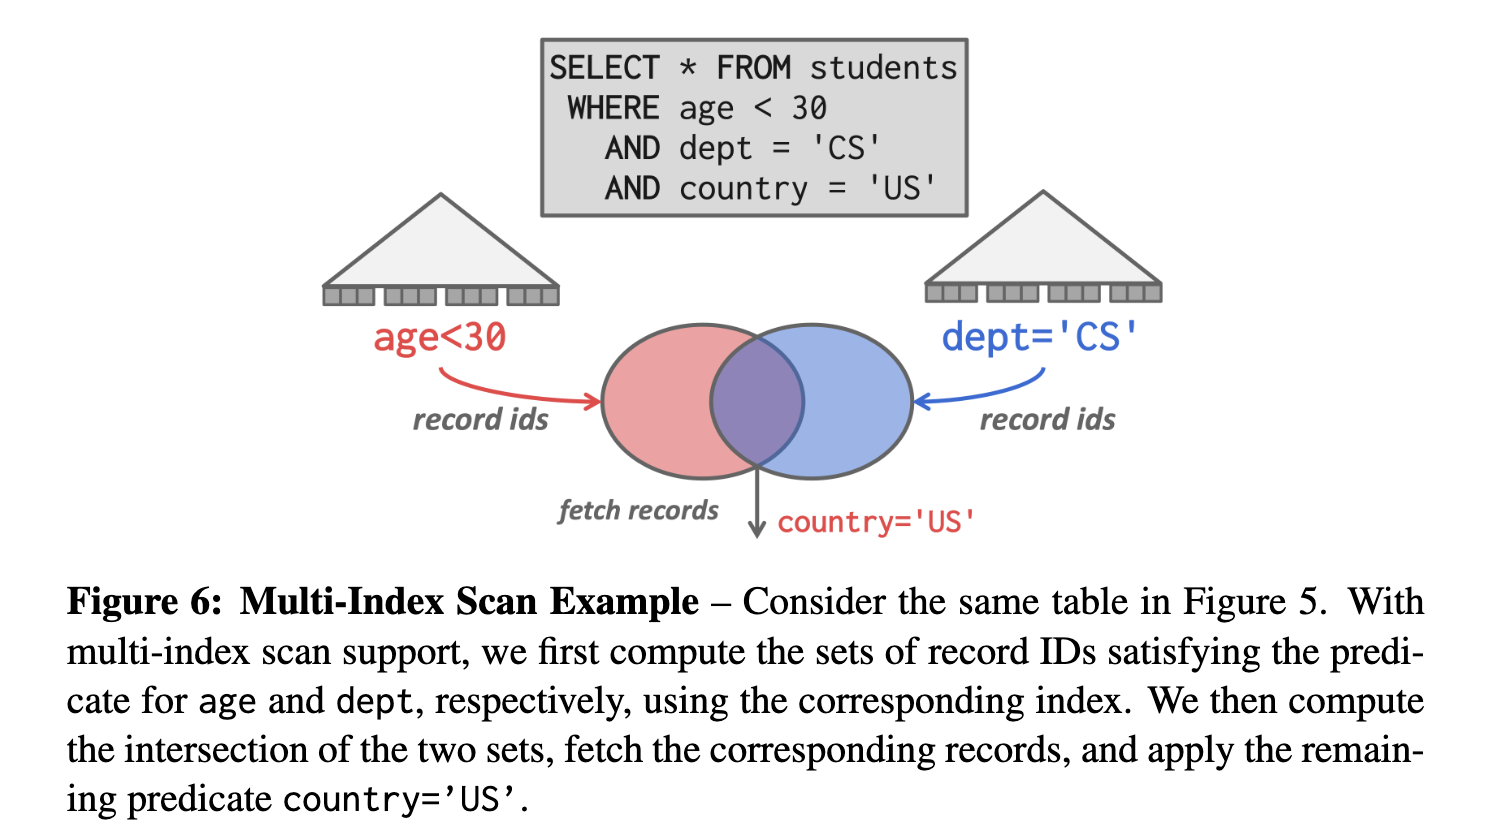 SELECT * FROM students
WHERE age < 30
AND dept = 'CS'
AND country = 'US'
age<30
dept='CS'
record ids
record ids
fetch records
country='US'
Figure 6: Multi-Index Scan Example – Consider the same table in Figure 5. With
multi-index scan support, we first compute the sets of record IDs satisfying the predi-
cate for age and dept, respectively, using the corresponding index. We then compute
the intersection of the two sets, fetch the corresponding records, and apply the remain-
ing predicate country=’US’.